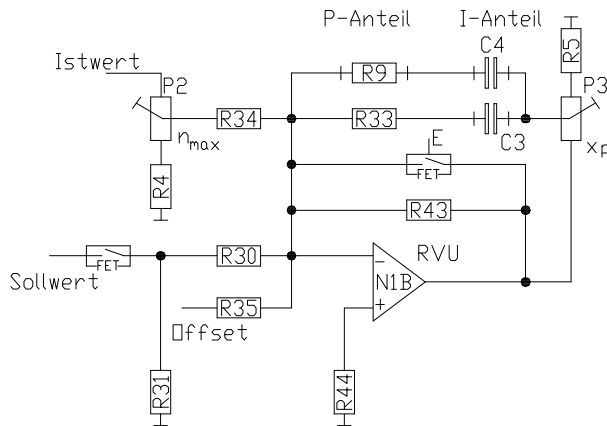 P-Anteil I-Anteil
Istwert
P2
R9
C4
R5
P3
R34
R33
C3
n max
xp
R4
E
FET
R43
RVU
Sollwert
FET
R30
N1B
-
+
R35
Offset
R31
R44